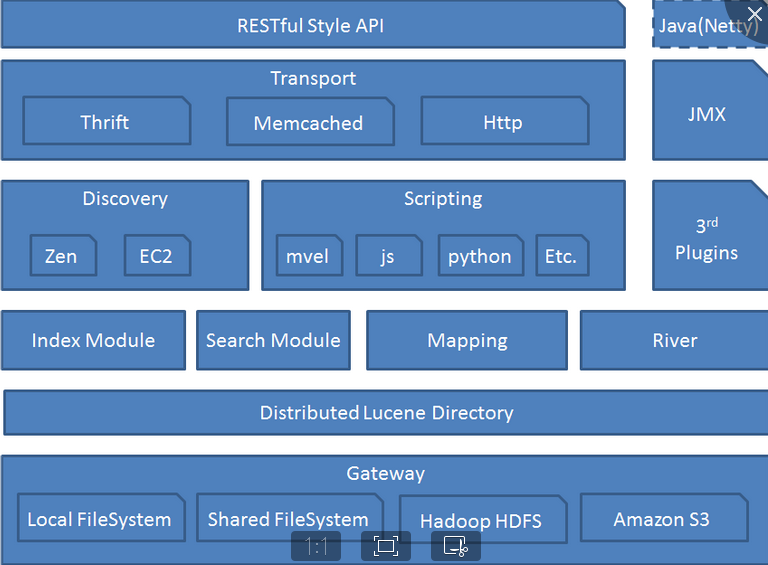 RESTful Style API
Java(Netty)
Transport
Thrift
Memcached
Http
JMX
Discovery
Zen
EC2
Scripting
mvel
js
python
Etc.
3rd
Plugins
Index Module
Search Module
Mapping
River
Distributed Lucene Directory
Gateway
Local FileSystem
Shared FileSystem
Hadoop HDFS
Amazon S3
1:1